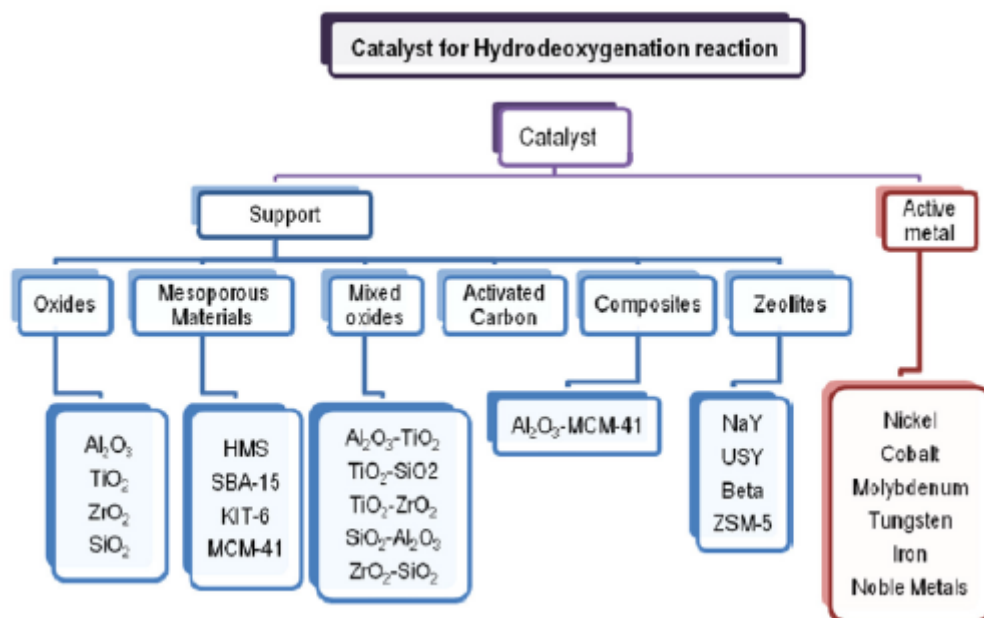 Catalyst for Hydrodeoxygenation reaction
Catalyst
Support
Active
metal
Oxides
Mesoporous
Materials
Mixed
oxides
Activated
Carbon
Composites
Zeolites
Al₂O₃
TiO₂
ZrO₂
SiO₂
HMS
SBA-15
KIT-6
MCM-41
Al₂O₃-TiO₂
TiO₂-SiO2
TiO₂-ZrO₂
SiO₂-Al₂O₃
ZrO₂-SiO₂
Al₂O₃-MCM-41
NaY
USY
Beta
ZSM-5
Nickel
Cobalt
Molybdenum
Tungsten
Iron
Noble Metals